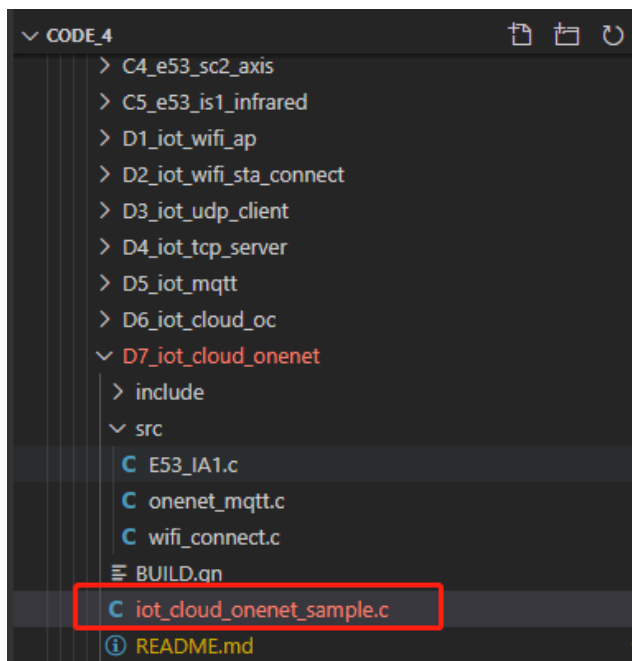 CODE_4
C4_e53_sc2_axis
C5_e53_is1_infrared
D1_iot_wifi_ap
D2_iot_wifi_sta_connect
D3_iot_udp_client
D4_iot_tcp_server
D5_iot_mqtt
D6_iot_cloud_oc
D7_iot_cloud_onenet
include
src
C E53_IA1.c
C onenet_mqtt.c
C wifi_connect.c
BUILD.gn
C iot_cloud_onenet_sample.c
README.md